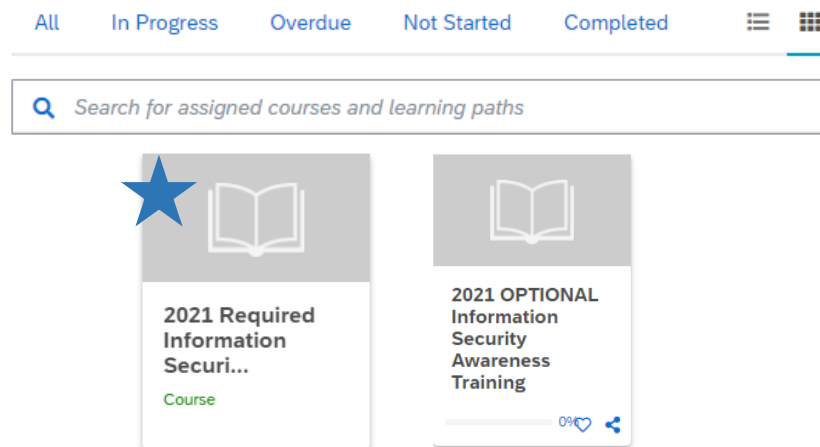 All In Progress Overdue Not Started Completed
Search for assigned courses and learning paths
2021 Required
Information
Securi...
Course
2021 OPTIONAL
Information
Security
Awareness
Training
0%